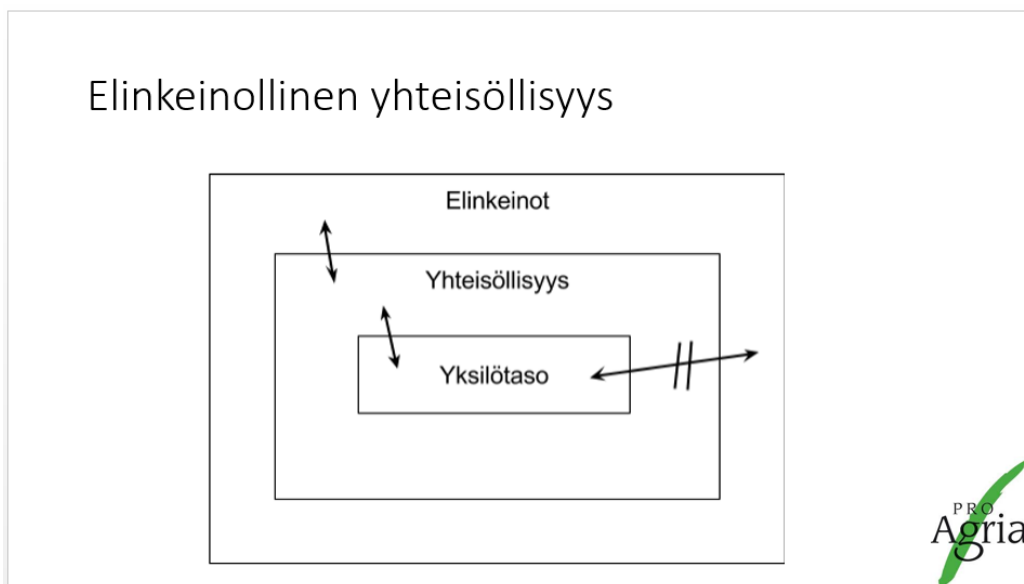 Elinkeinollinen yhteisöllisyys
Elinkeinot
Yhteisöllisyys
Yksilötaso
PRO
Agria